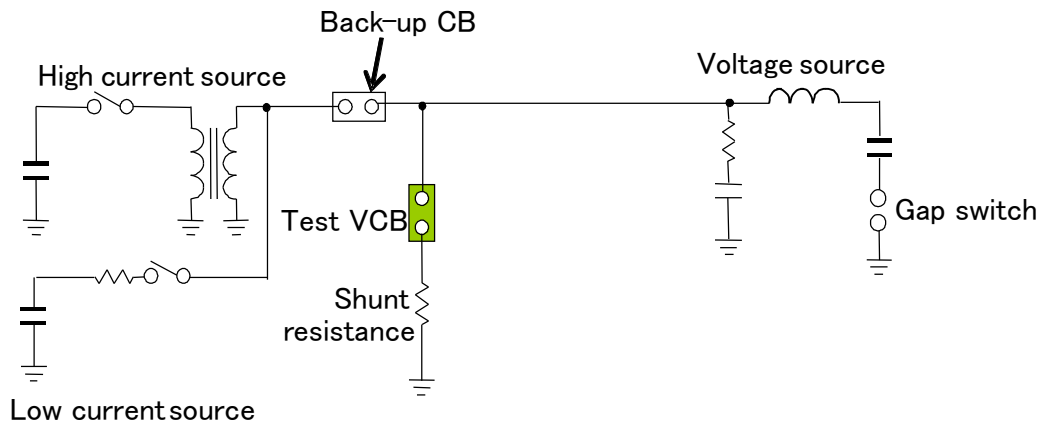 Back-up CB
High current source
Voltage source
Test VCB
Gap switch
Shunt
resistance
Low current source